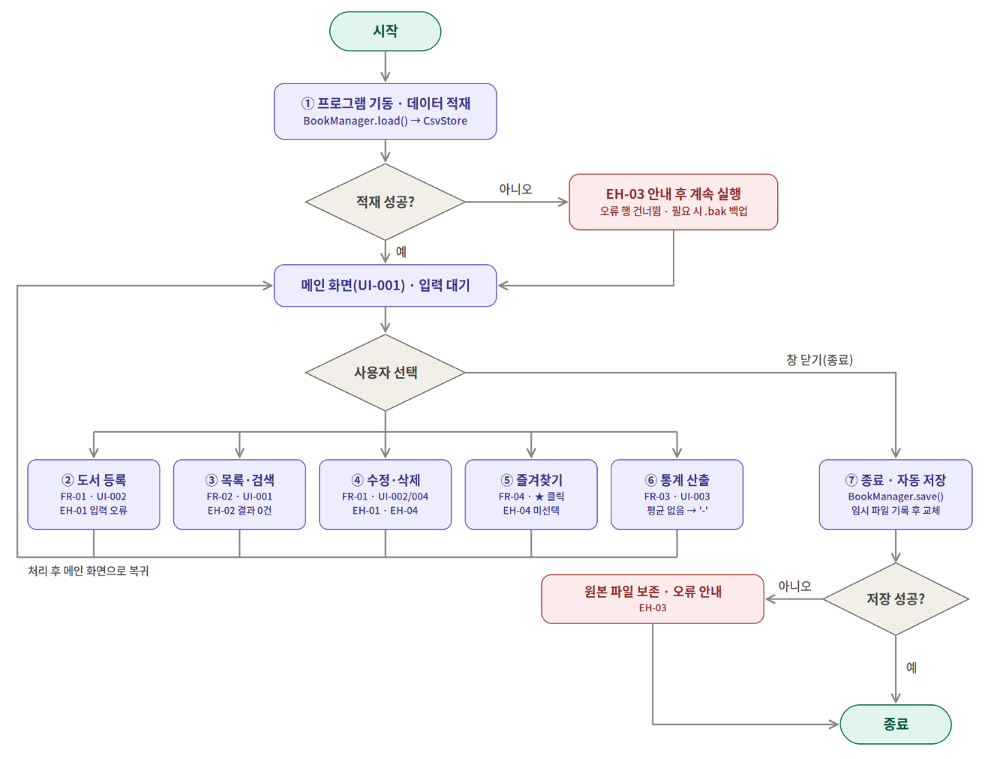 시작
① 프로그램 기동 · 데이터 적재
BookManager.load() → CsvStore
적재 성공?
아니오
EH-03 안내 후 계속 실행
오류 행 건너뜀 · 필요 시 .bak 백업
예
메인 화면(UI-001) · 입력 대기
사용자 선택
창 닫기(종료)
② 도서 등록
FR-01 · UI-002
EH-01 입력 오류
③ 목록·검색
FR-02 · UI-001
EH-02 결과 0건
④ 수정·삭제
FR-01 · UI-002/004
EH-01 · EH-04
⑤ 즐겨찾기
FR-04 · ★ 클릭
EH-04 미선택
⑥ 통계 산출
FR-03 · UI-003
평균 없음 → '-'
⑦ 종료 · 자동 저장
BookManager.save()
임시 파일 기록 후 교체
처리 후 메인 화면으로 복귀
원본 파일 보존 · 오류 안내
EH-03
아니오
저장 성공?
예
종료